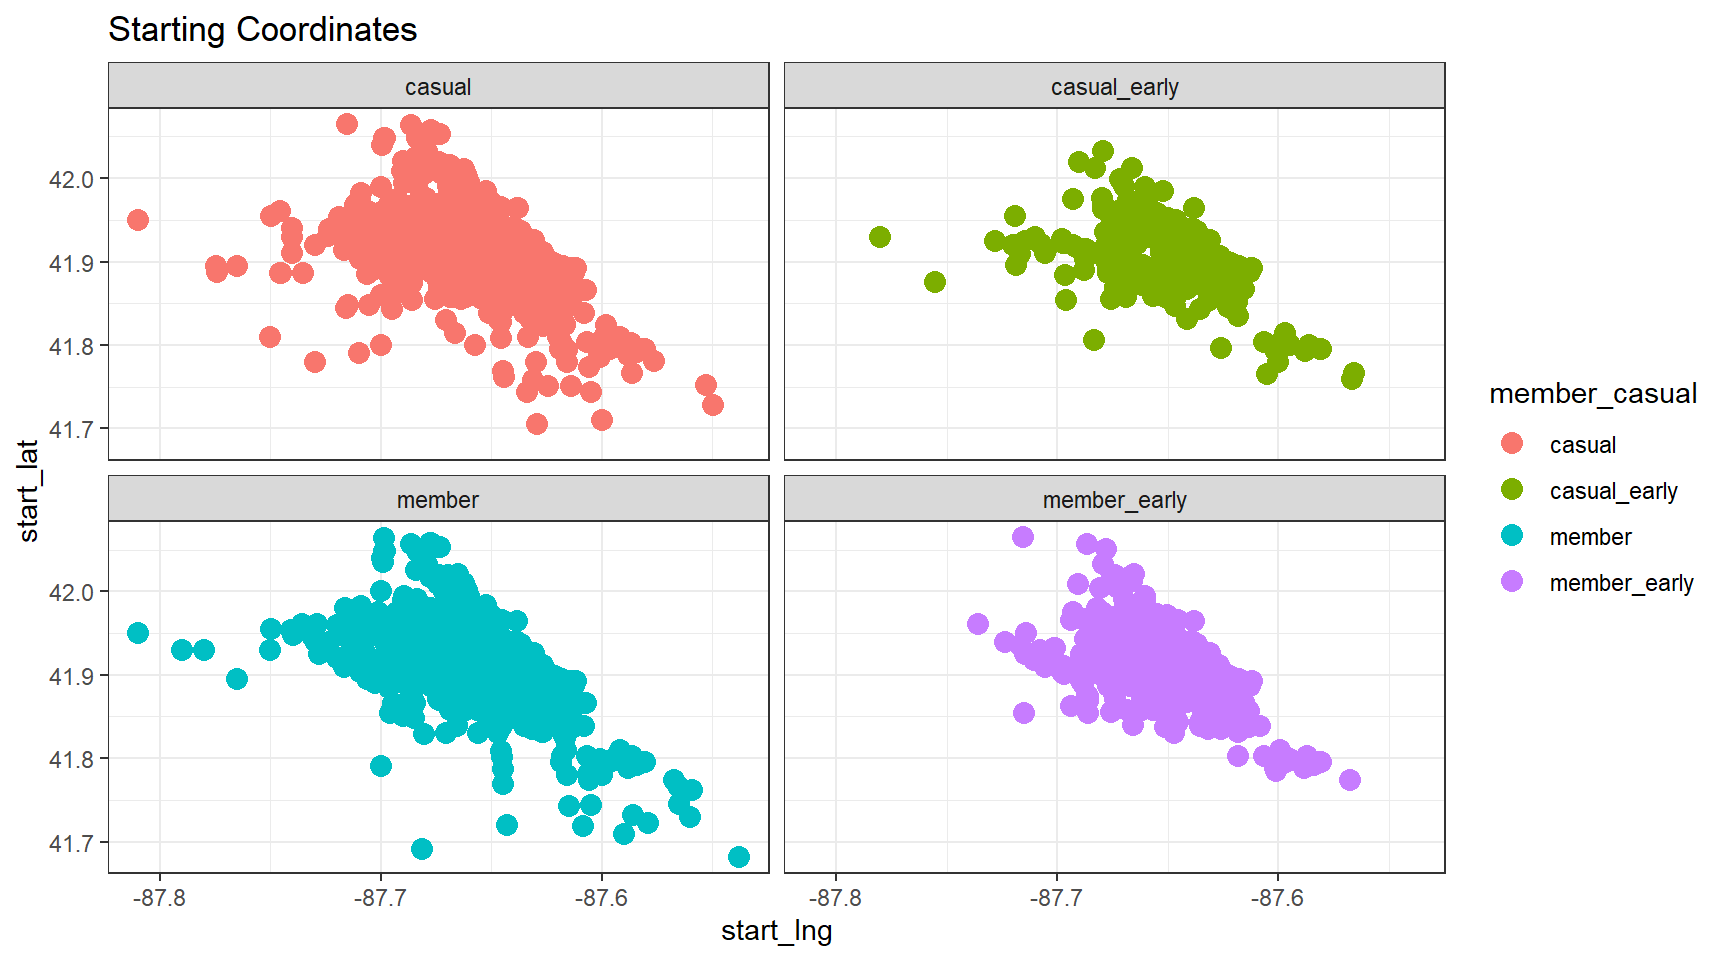 Starting Coordinates
casual
casual_early
42.0
41.9
41.8
41.7
member
member_early
42.0
41.9
41.8
41.7
-87.8
-87.7
-87.6
-87.8
-87.7
-87.6
start_lng
start_lat
member_casual
casual
casual_early
member
member_early